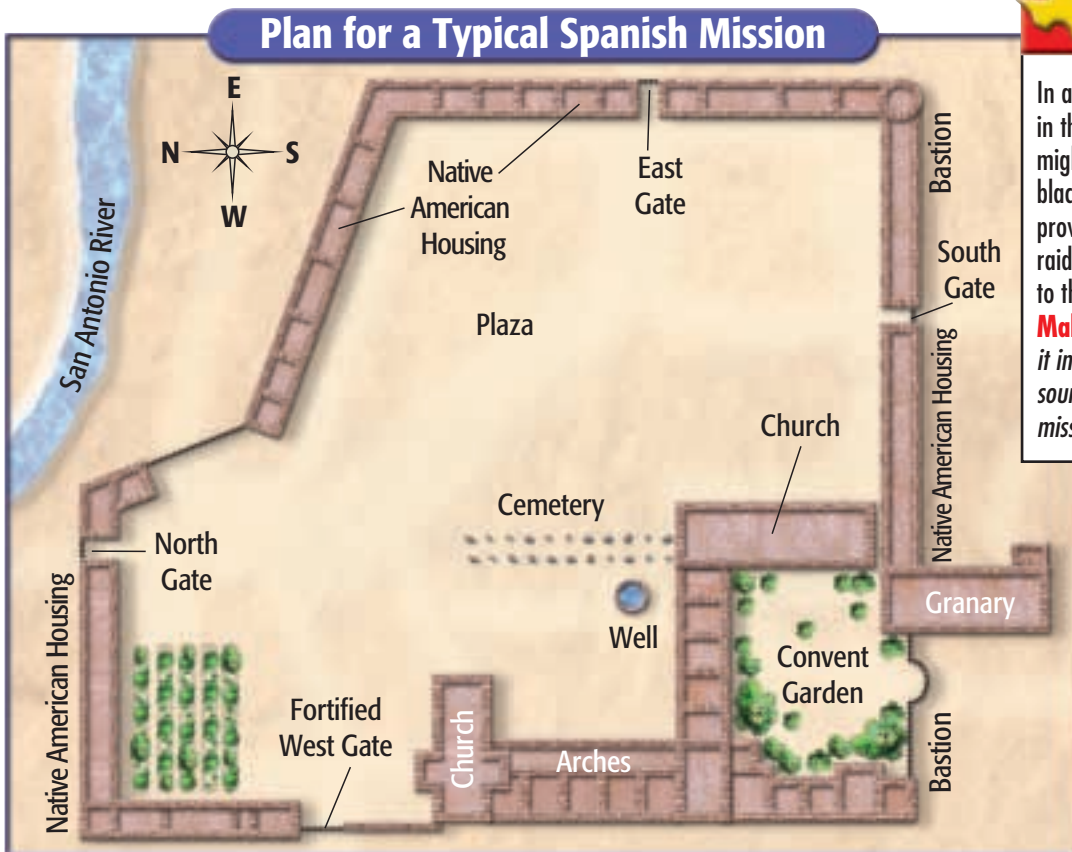 Plan for a Typical Spanish Mission
E
N
S
W
San Antonio River
Native
American
Housing
East
Gate
Bastion
South
Gate
Plaza
Native American Housing
Church
Cemetery
North
Gate
Well
Granary
Convent
Garden
Native American Housing
Fortified
West Gate
Church
Arches
Bastion
In a
in th
migh
blac
prov
raid
to th
Mal
it in
sour
miss